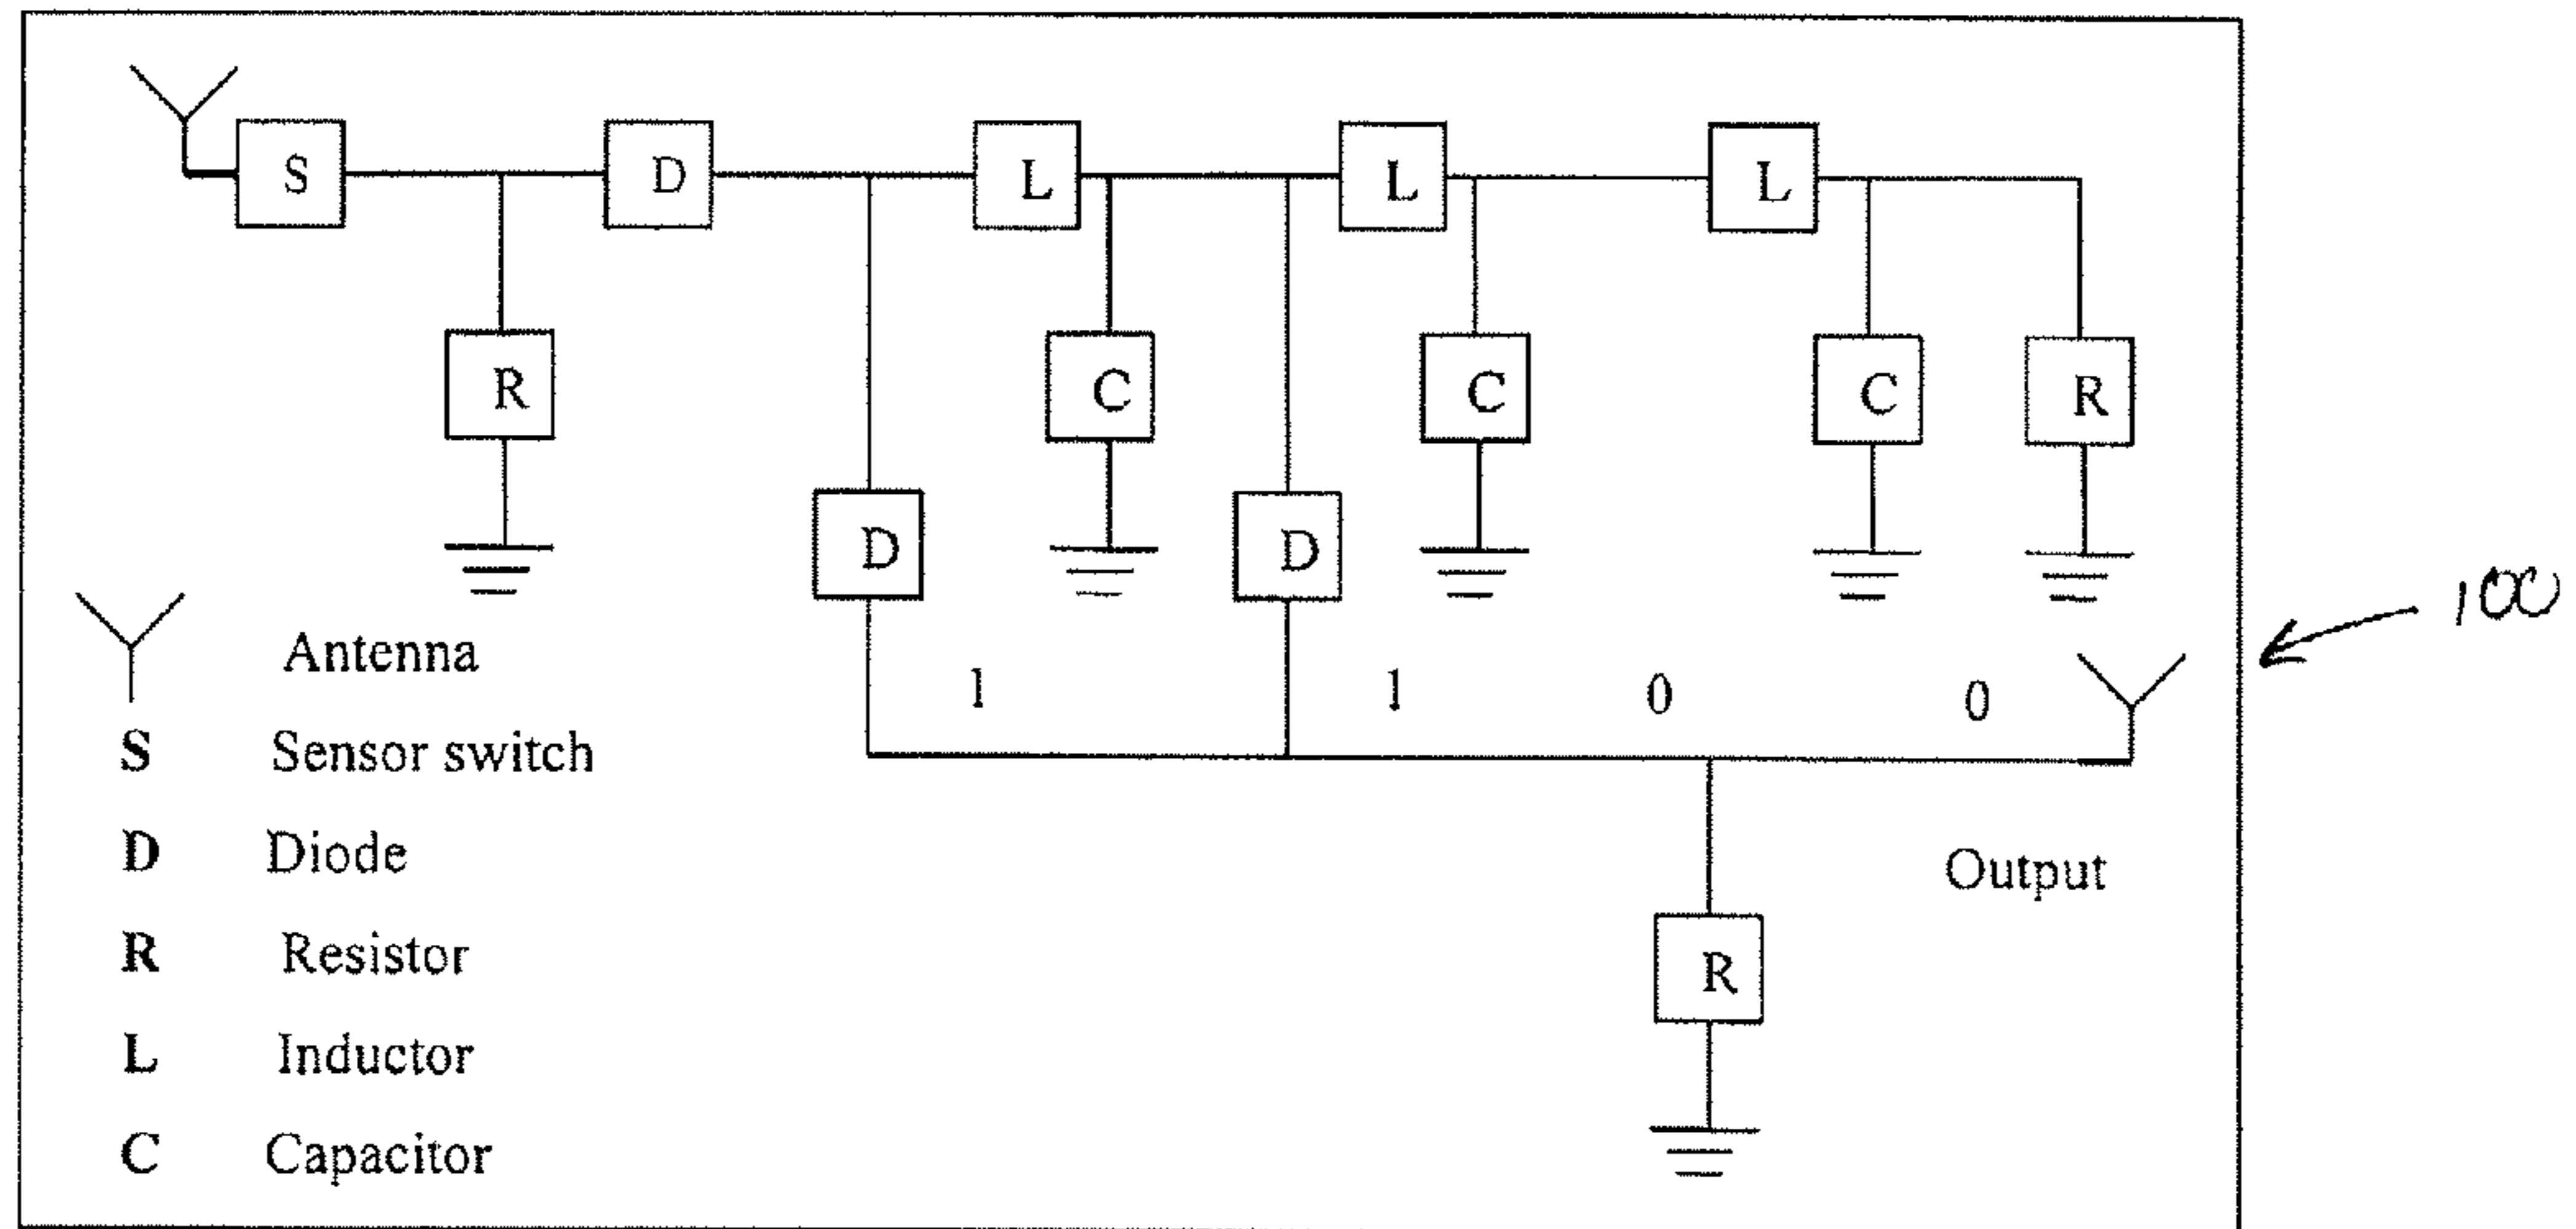 S D L L L
R C C C R
D D
100
Antenna
1 1 0 0
S Sensor switch
D Diode
Output
R Resistor
R
L Inductor
C Capacitor